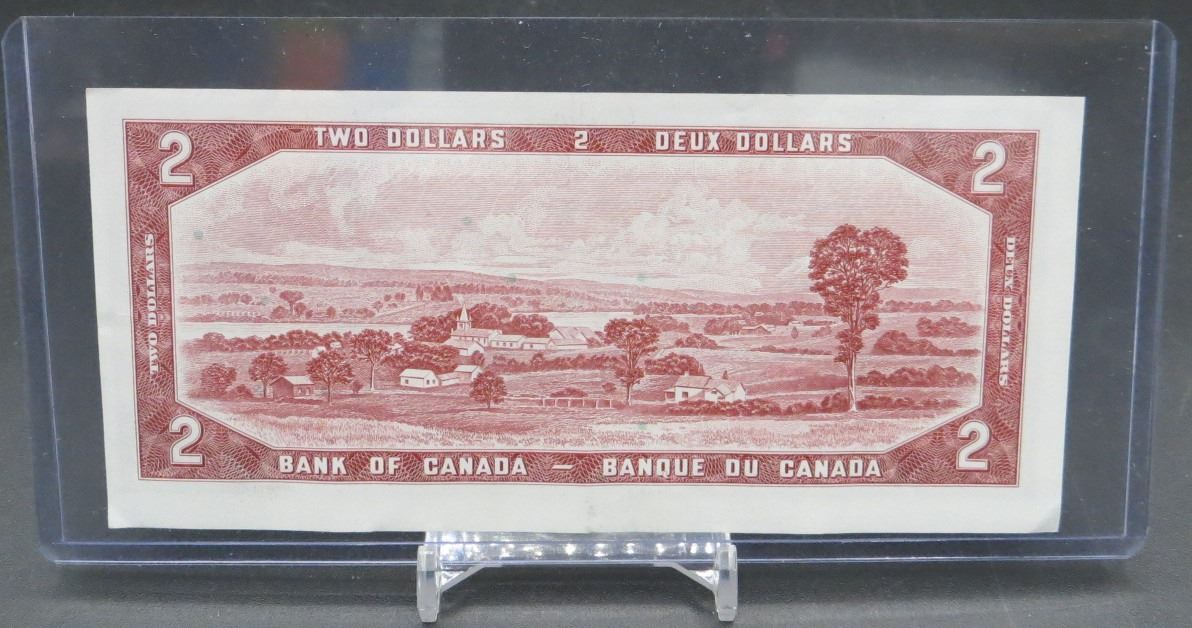 TWO DOLLARS 2 DEUX DOLLARS
2
2
TWO DOLLARS
DEUX DOLLARS
2
2
BANK OF CANADA — BANQUE DU CANADA